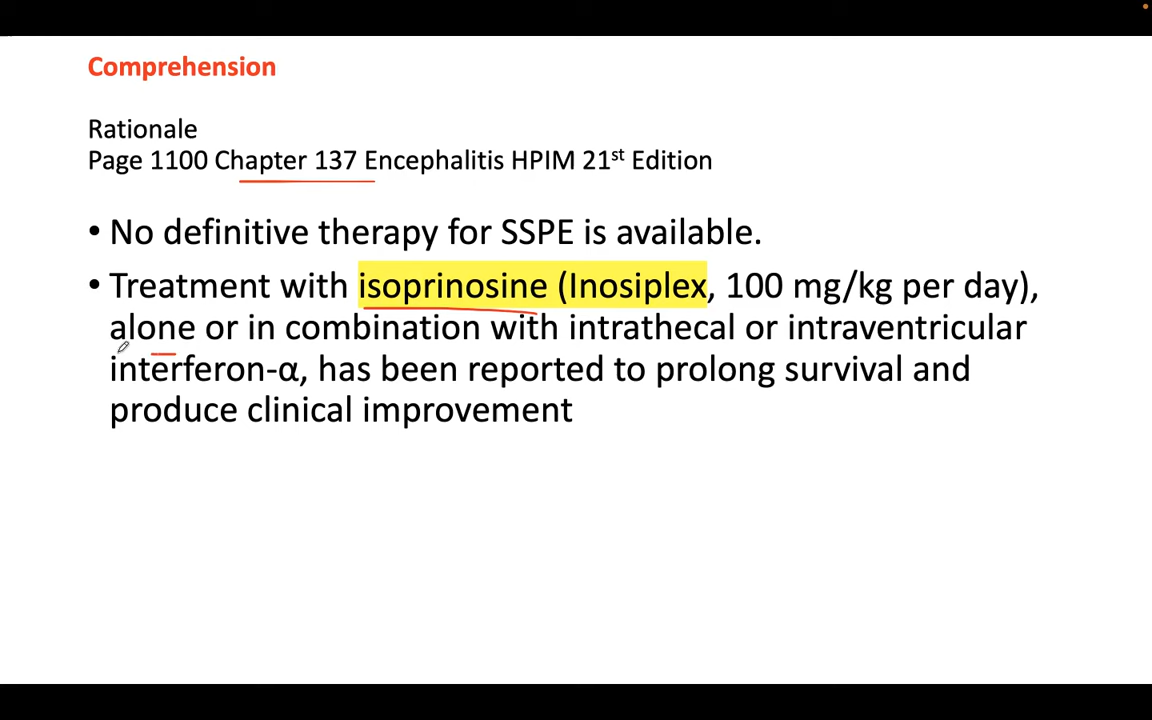 Comprehension
Rationale
Page 1100 Chapter 137 Encephalitis HPIM 21st Edition
• No definitive therapy for SSPE is available.
• Treatment with isoprinosine (Inosiplex, 100 mg/kg per day),
alone or in combination with intrathecal or intraventricular
interferon-α, has been reported to prolong survival and
produce clinical improvement